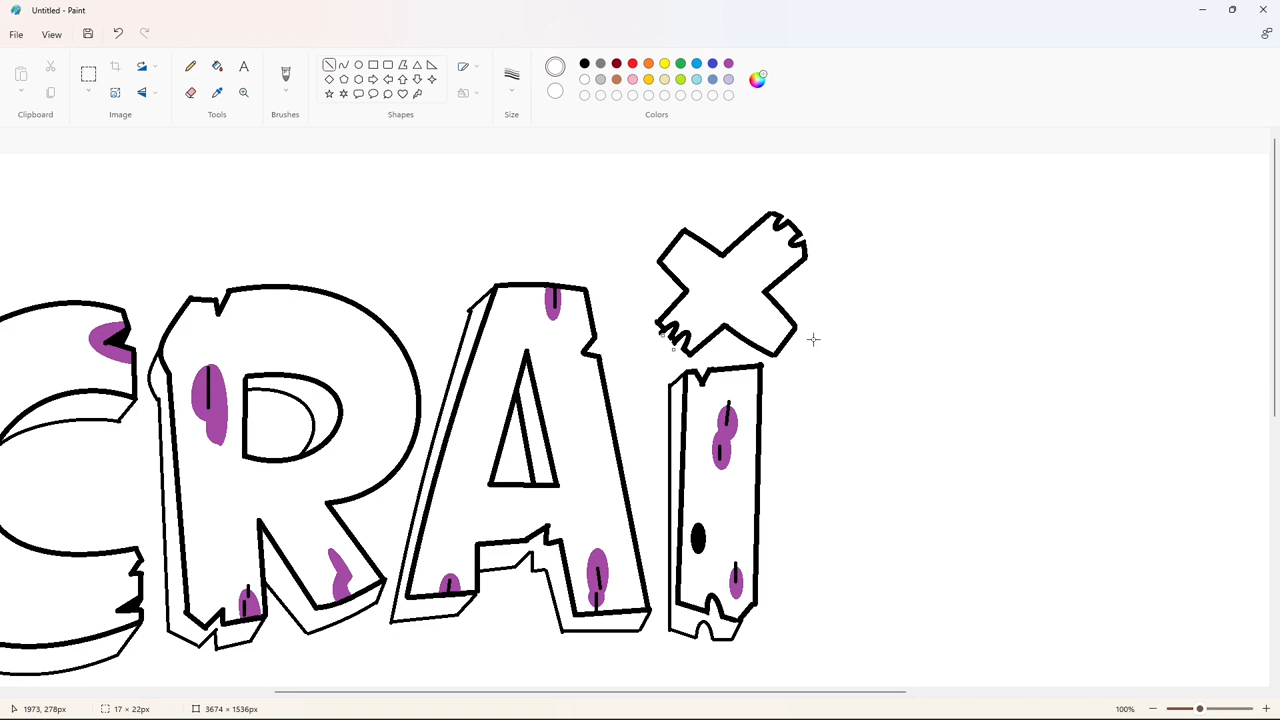 Untitled - Paint
File View
A
Clipboard Image Tools Brushes Shapes Size Colors
CRAi
1973, 278px 17 × 22px 3674 × 1536px 100%